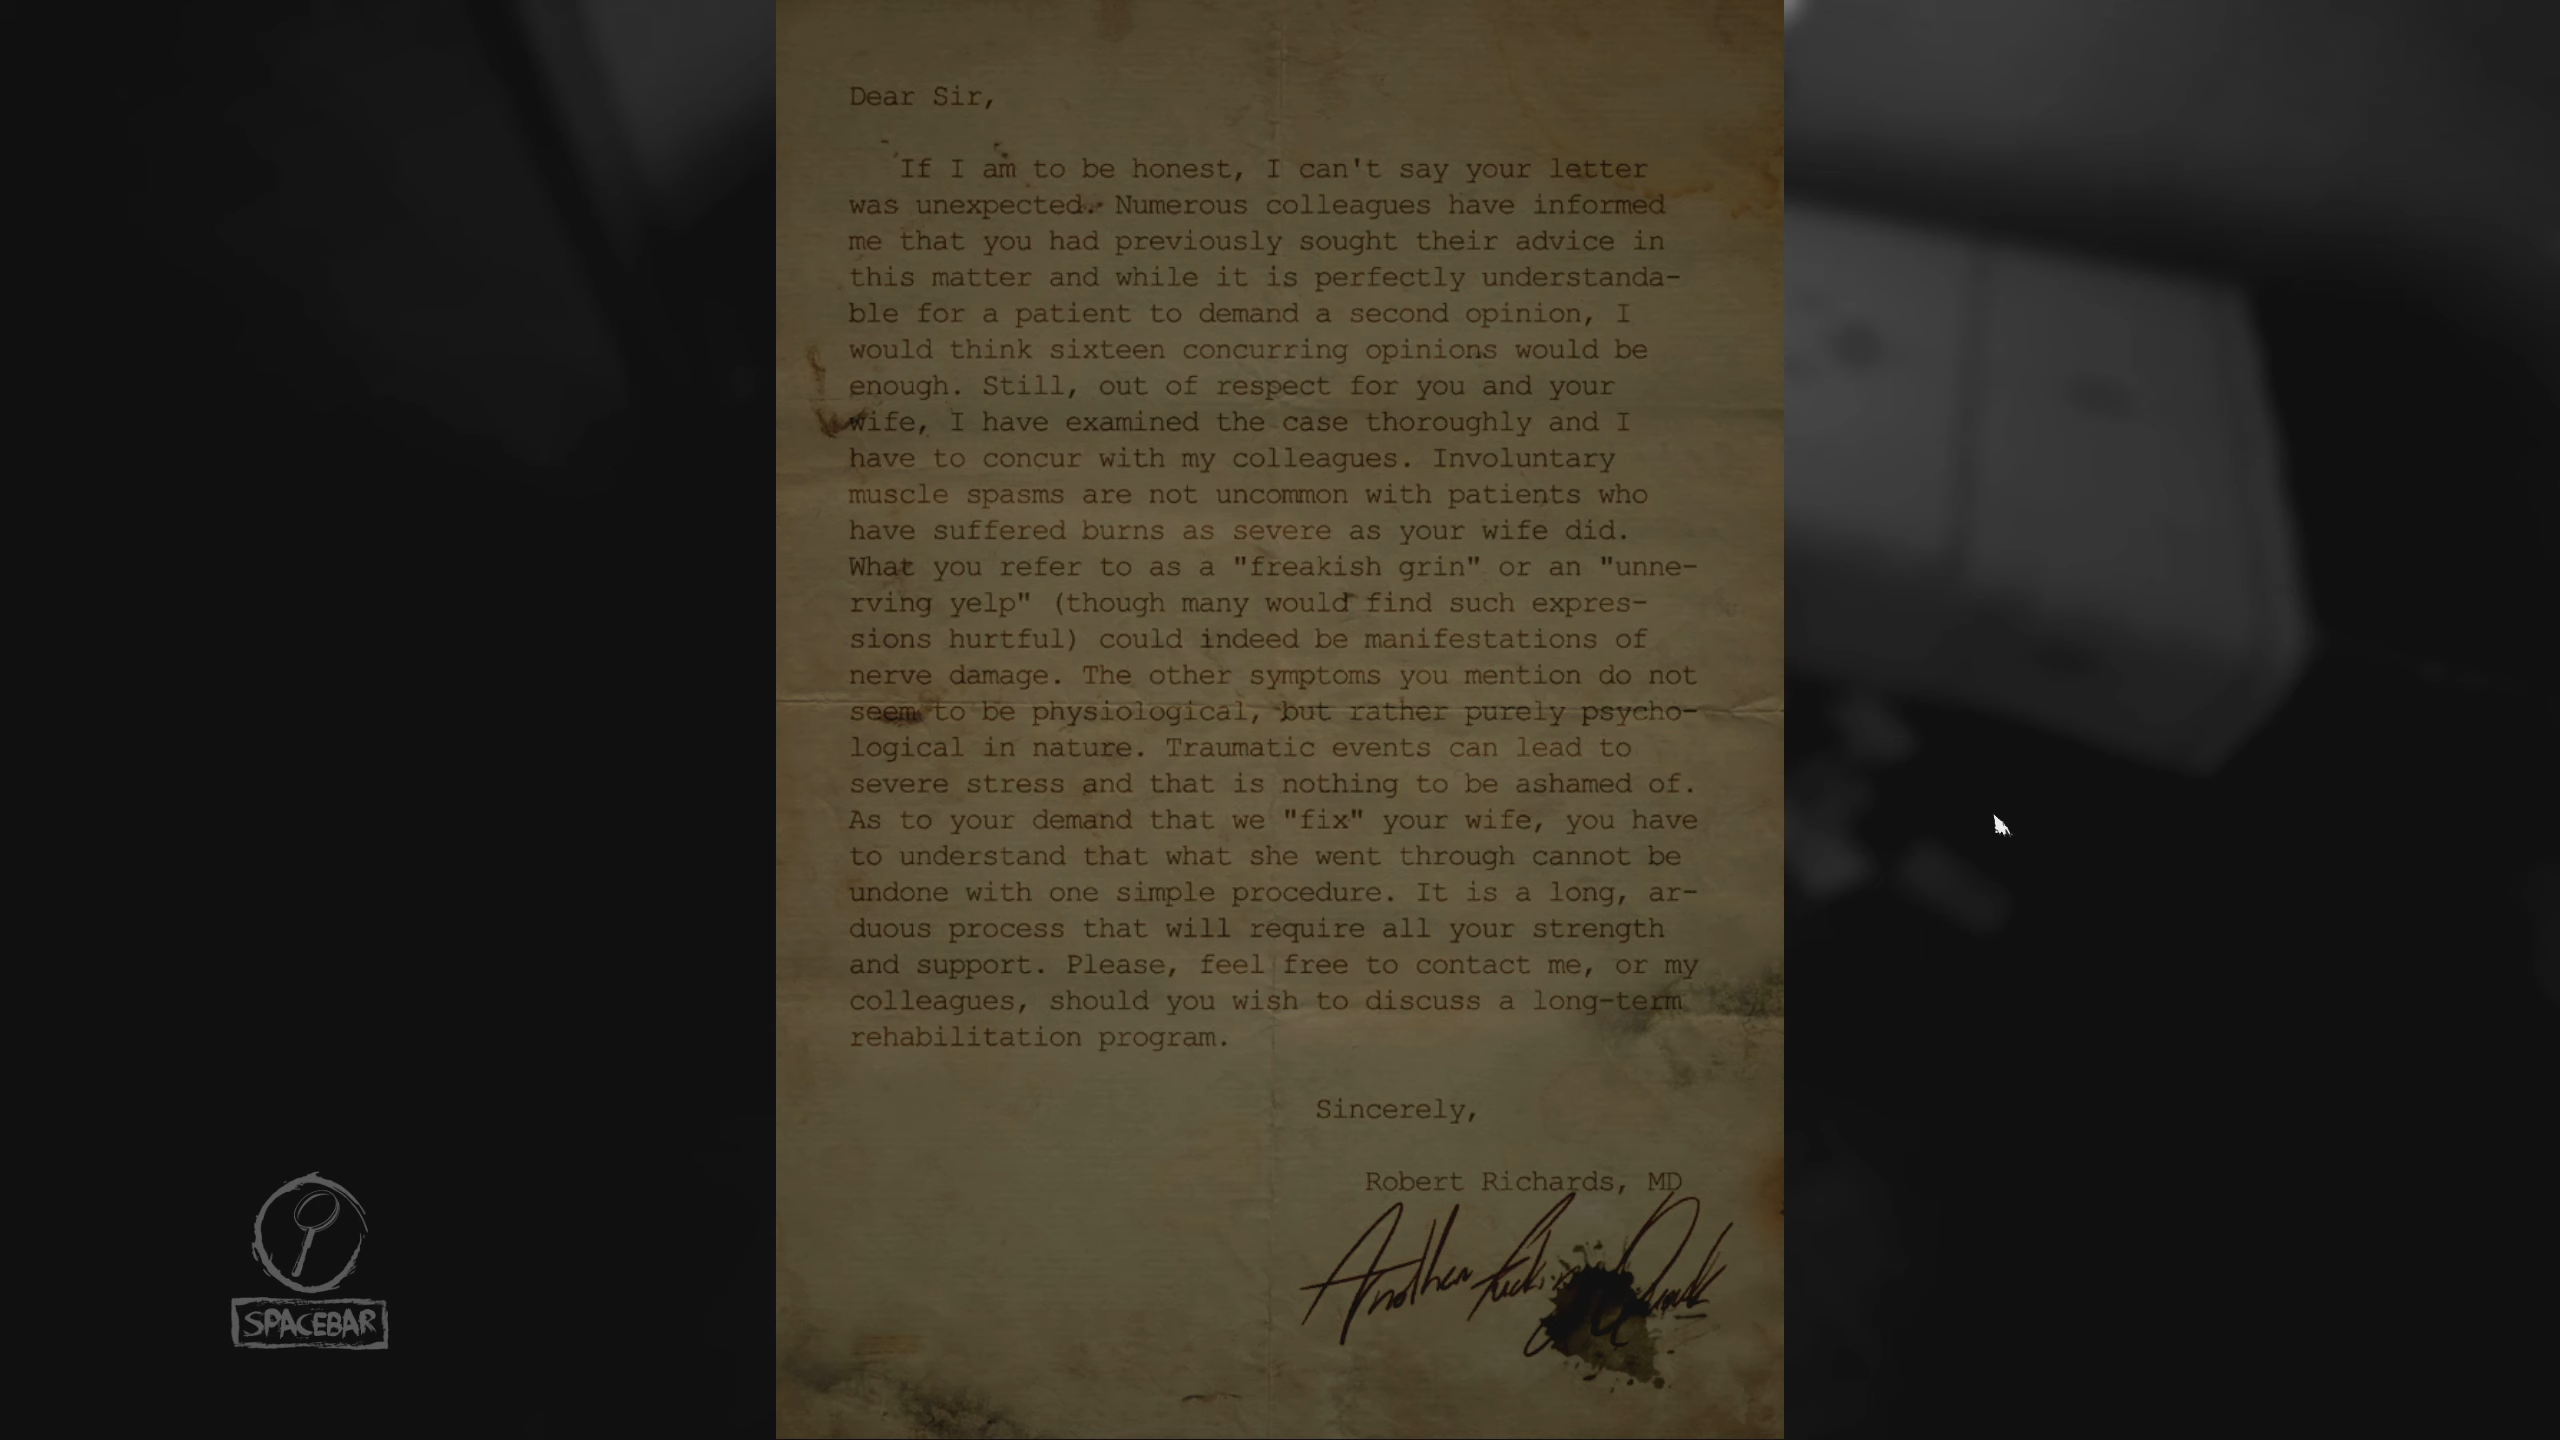 Dear Sir,
If I am to be honest, I can't say your letter
was unexpected. Numerous colleagues have informed
me that you had previously sought their advice in
this matter and while it is perfectly understanda-
ble for a patient to demand a second opinion, I
would think sixteen concurring opinions would be
enough. Still, out of respect for you and your
wife, I have examined the case thoroughly and I
have to concur with my colleagues. Involuntary
muscle spasms are not uncommon with patients who
have suffered burns as severe as your wife did.
What you refer to as a "freakish grin" or an "unne-
rving yelp" (though many would find such expres-
sions hurtful) could indeed be manifestations of
nerve damage. The other symptoms you mention do not
seem to be physiological, but rather purely psycho-
logical in nature. Traumatic events can lead to
severe stress and that is nothing to be ashamed of.
As to your demand that we "fix" your wife, you have
to understand that what she went through cannot be
undone with one simple procedure. It is a long, ar-
duous process that will require all your strength
and support. Please, feel free to contact me, or my
colleagues, should you wish to discuss a long-term
rehabilitation program.
Sincerely,
Robert Richards, MD
Another
SPACEBAR